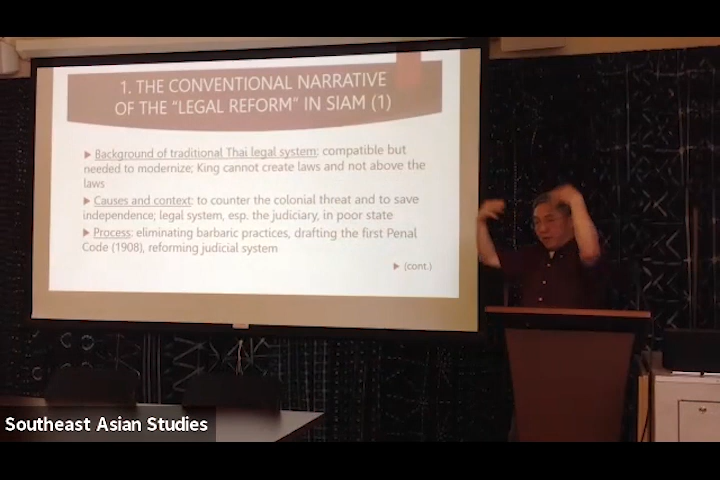 1. THE CONVENTIONAL NARRATIVE
OF THE “LEGAL REFORM” IN SIAM (1)
▶ Background of traditional Thai legal system: compatible but
needed to modernize; King cannot create laws and not above the
laws
▶ Causes and context: to counter the colonial threat and to save
independence; legal system, esp. the judiciary, in poor state
▶ Process: eliminating barbaric practices, drafting the first Penal
Code (1908), reforming judicial system
▶ (cont.)
Southeast Asian Studies